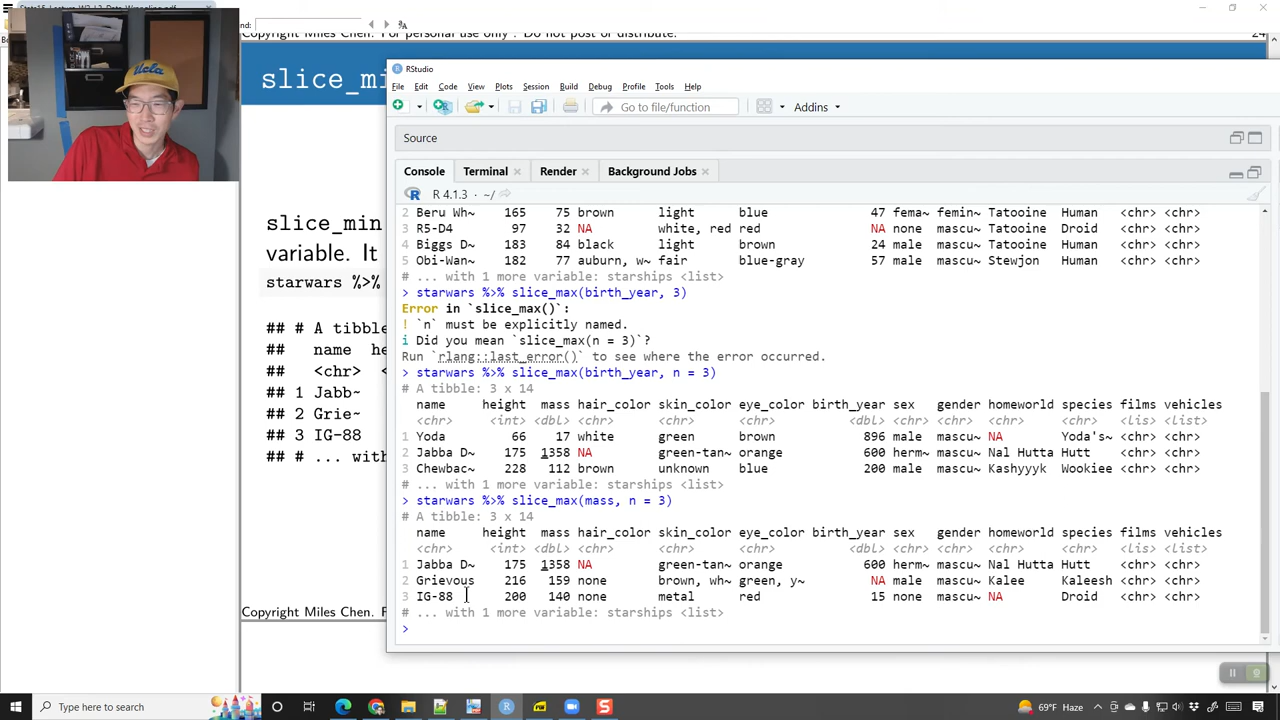 Find:
Copyright Miles Chen. For personal use only . Do not post or distribute.
24
slice_mi
slice_min
variable. It
starwars %>%
## # A tibble:
## name he
## <chr> <
## 1 Jabb~
## 2 Grie~
## 3 IG-88
## # ... with
Copyright Miles Chen. F
RStudio
File Edit Code View Plots Session Build Debug Profile Tools Help
Go to file/function
Addins
Source
Console Terminal Render Background Jobs
R 4.1.3 · ~/
2 Beru Wh~ 165 75 brown light blue 47 fema~ femin~ Tatooine Human <chr> <chr>
3 R5-D4 97 32 NA white, red red NA none mascu~ Tatooine Droid <chr> <chr>
4 Biggs D~ 183 84 black light brown 24 male mascu~ Tatooine Human <chr> <chr>
5 Obi-Wan~ 182 77 auburn, w~ fair blue-gray 57 male mascu~ Stewjon Human <chr> <chr>
# ... with 1 more variable: starships <list>
> starwars %>% slice_max(birth_year, 3)
Error in `slice_max()`:
! `n` must be explicitly named.
i Did you mean `slice_max(n = 3)`?
Run `rlang::last_error()` to see where the error occurred.
> starwars %>% slice_max(birth_year, n = 3)
# A tibble: 3 x 14
name height mass hair_color skin_color eye_color birth_year sex gender homeworld species films vehicles
<chr> <int> <dbl> <chr> <chr> <chr> <dbl> <chr> <chr> <chr> <chr> <lis> <list>
1 Yoda 66 17 white green brown 896 male mascu~ NA Yoda's~ <chr> <chr>
2 Jabba D~ 175 1358 NA green-tan~ orange 600 herm~ mascu~ Nal Hutta Hutt <chr> <chr>
3 Chewbac~ 228 112 brown unknown blue 200 male mascu~ Kashyyyk Wookiee <chr> <chr>
# ... with 1 more variable: starships <list>
> starwars %>% slice_max(mass, n = 3)
# A tibble: 3 x 14
name height mass hair_color skin_color eye_color birth_year sex gender homeworld species films vehicles
<chr> <int> <dbl> <chr> <chr> <chr> <dbl> <chr> <chr> <chr> <chr> <lis> <list>
1 Jabba D~ 175 1358 NA green-tan~ orange 600 herm~ mascu~ Nal Hutta Hutt <chr> <chr>
2 Grievous 216 159 none brown, wh~ green, y~ NA male mascu~ Kalee Kaleesh <chr> <chr>
3 IG-88 200 140 none metal red 15 none mascu~ NA Droid <chr> <chr>
# ... with 1 more variable: starships <list>
>
Type here to search
69°F Haze
ucla